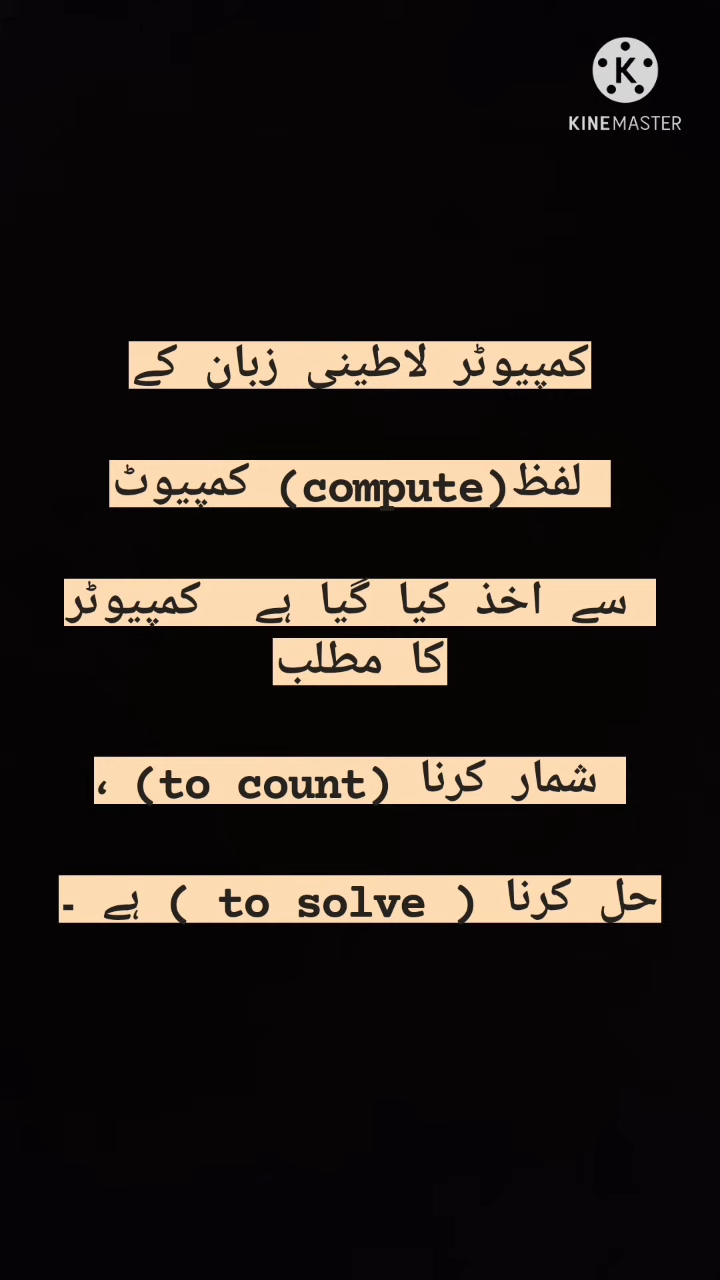 KINEMASTER
کمپیوٹر لاطینی زبان کے
لفظ(compute) کمپیوٹ
سے اخذ کیا گیا ہے کمپیوٹر
کا مطلب
شمار کرنا (to count) ،
حل کرنا ( to solve ) ہے ۔